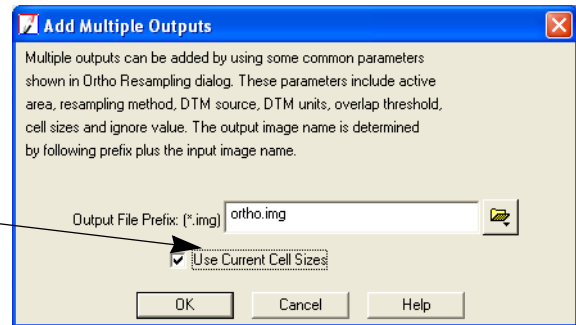 Add Multiple Outputs
Multiple outputs can be added by using some common parameters
shown in Ortho Resampling dialog. These parameters include active
area, resampling method, DTM source, DTM units, overlap threshold,
cell sizes and ignore value. The output image name is determined
by following prefix plus the input image name.
Output File Prefix: (*.img) ortho.img
Use Current Cell Sizes
OK Cancel Help